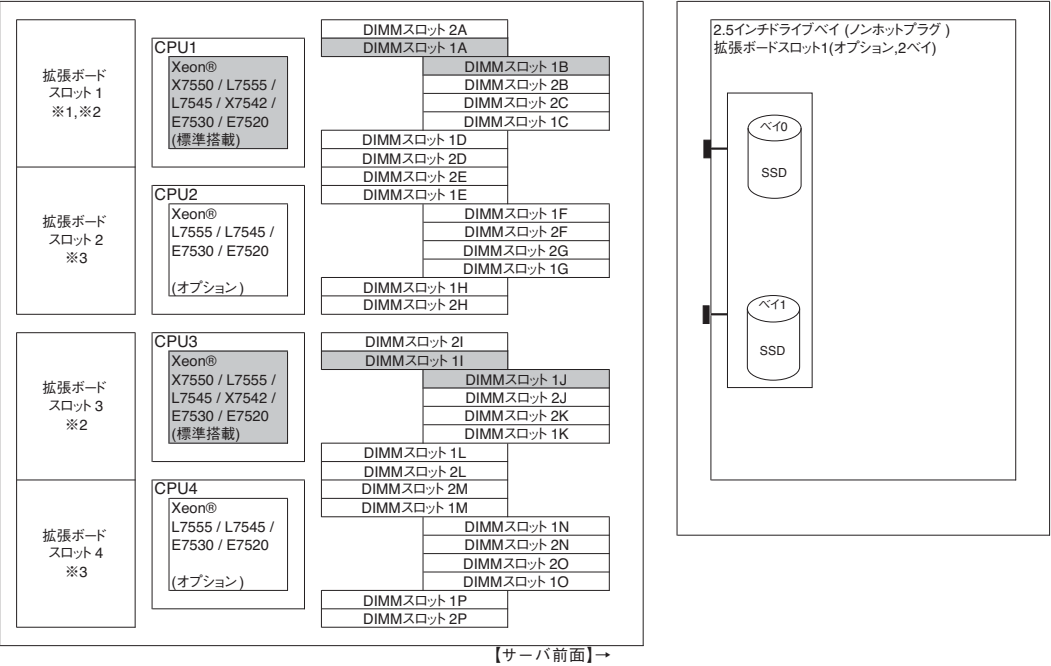 拡張ボード
スロット 1
※1,※2
拡張ボード
スロット 2
※3
拡張ボード
スロット 3
※2
拡張ボード
スロット 4
※3
CPU1
Xeon®
X7550 / L7555 /
L7545 / X7542 /
E7530 / E7520
(標準搭載)
CPU2
Xeon®
L7555 / L7545 /
E7530 / E7520
(オプション)
CPU3
Xeon®
X7550 / L7555 /
L7545 / X7542 /
E7530 / E7520
(標準搭載)
CPU4
Xeon®
L7555 / L7545 /
E7530 / E7520
(オプション)
DIMMスロット 2A
DIMMスロット 1A
DIMMスロット 1B
DIMMスロット 2B
DIMMスロット 2C
DIMMスロット 1C
DIMMスロット 1D
DIMMスロット 2D
DIMMスロット 2E
DIMMスロット 1E
DIMMスロット 1F
DIMMスロット 2F
DIMMスロット 2G
DIMMスロット 1G
DIMMスロット 1H
DIMMスロット 2H
DIMMスロット 2I
DIMMスロット 1I
DIMMスロット 1J
DIMMスロット 2J
DIMMスロット 2K
DIMMスロット 1K
DIMMスロット 1L
DIMMスロット 2L
DIMMスロット 2M
DIMMスロット 1M
DIMMスロット 1N
DIMMスロット 2N
DIMMスロット 2O
DIMMスロット 1O
DIMMスロット 1P
DIMMスロット 2P
【サーバ前面】→
2.5インチドライブベイ (ノンホットプラグ )
拡張ボードスロット1(オプション,2ベイ)
ベイ0
SSD
ベイ1
SSD